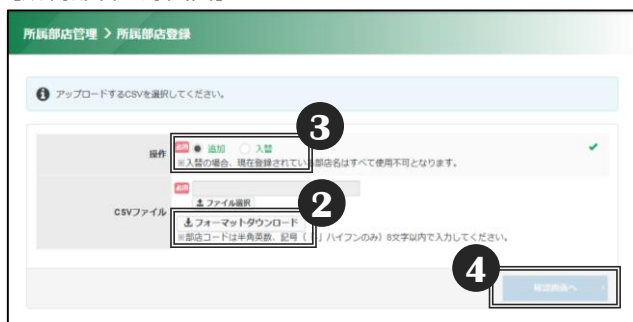 所属部店管理 > 所属部店登録
アップロードするCSVを選択してください。
3
操作
必須
追加
入替
※入替の場合、現在登録されている部店名はすべて使用不可となります。
必須
CSVファイル
ファイル選択
2
フォーマットダウンロード
※部店コードは半角英数、記号(「-」ハイフンのみ)8文字以内で入力してください。
4
確認画面へ